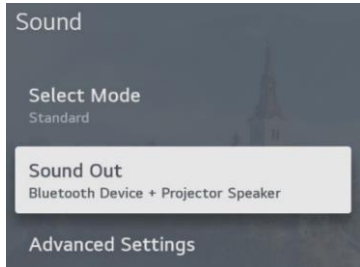 Sound
Select Mode
Standard
Sound Out
Bluetooth Device + Projector Speaker
Advanced Settings